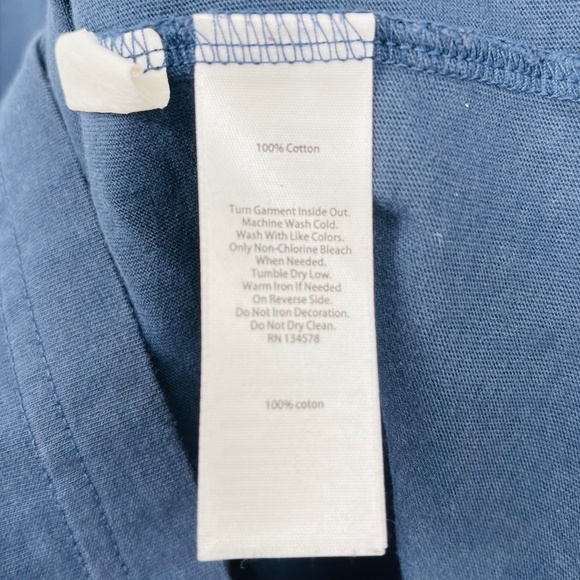 100% Cotton
Turn Garment Inside Out.
Machine Wash Cold.
Wash With Like Colors.
Only Non-Chlorine Bleach
When Needed.
Tumble Dry Low.
Warm Iron If Needed
On Reverse Side.
Do Not Iron Decoration.
Do Not Dry Clean.
RN 134578
100% coton